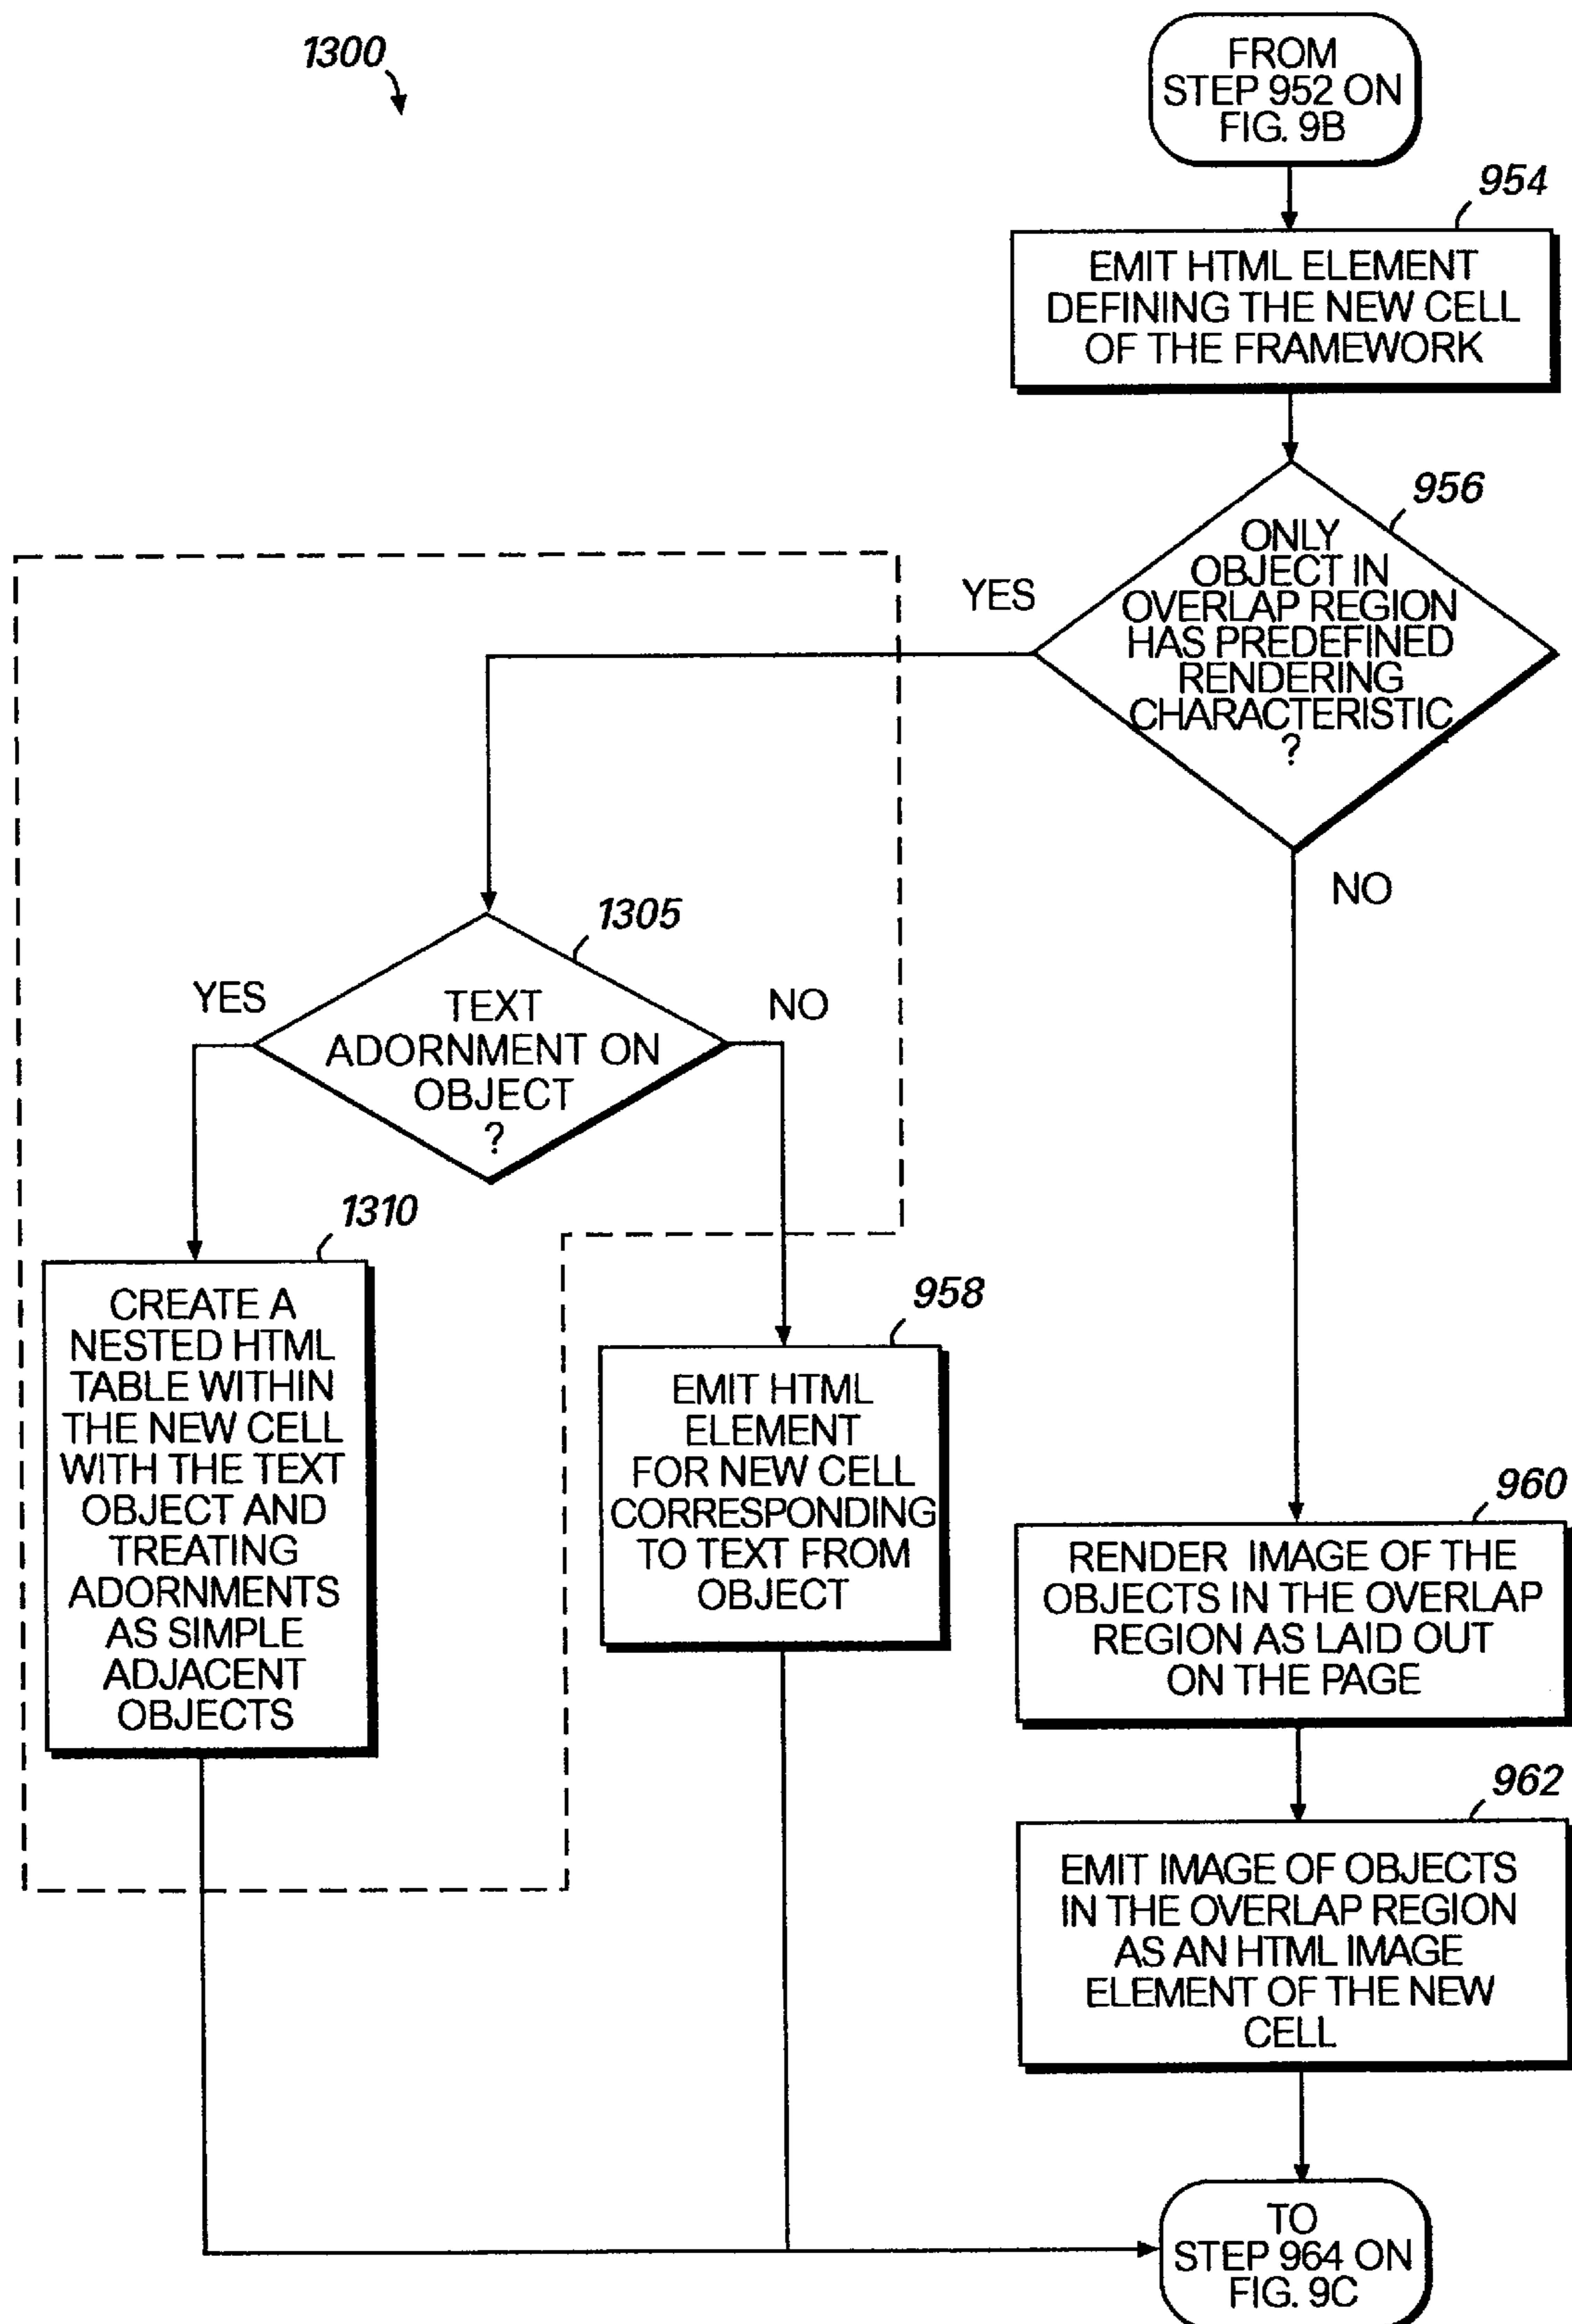 1300
FROM
STEP 952 ON
FIG. 9B
954
EMIT HTML ELEMENT
DEFINING THE NEW CELL
OF THE FRAMEWORK
956
ONLY
OBJECT IN
OVERLAP REGION
HAS PREDEFINED
RENDERING
CHARACTERISTIC
?
YES
NO
1305
TEXT
ADORNMENT ON
OBJECT
?
YES
NO
1310
CREATE A
NESTED HTML
TABLE WITHIN
THE NEW CELL
WITH THE TEXT
OBJECT AND
TREATING
ADORNMENTS
AS SIMPLE
ADJACENT
OBJECTS
958
EMIT HTML
ELEMENT
FOR NEW CELL
CORRESPONDING
TO TEXT FROM
OBJECT
960
RENDER IMAGE OF THE
OBJECTS IN THE OVERLAP
REGION AS LAID OUT
ON THE PAGE
962
EMIT IMAGE OF OBJECTS
IN THE OVERLAP REGION
AS AN HTML IMAGE
ELEMENT OF THE NEW
CELL
TO
STEP 964 ON
FIG. 9C